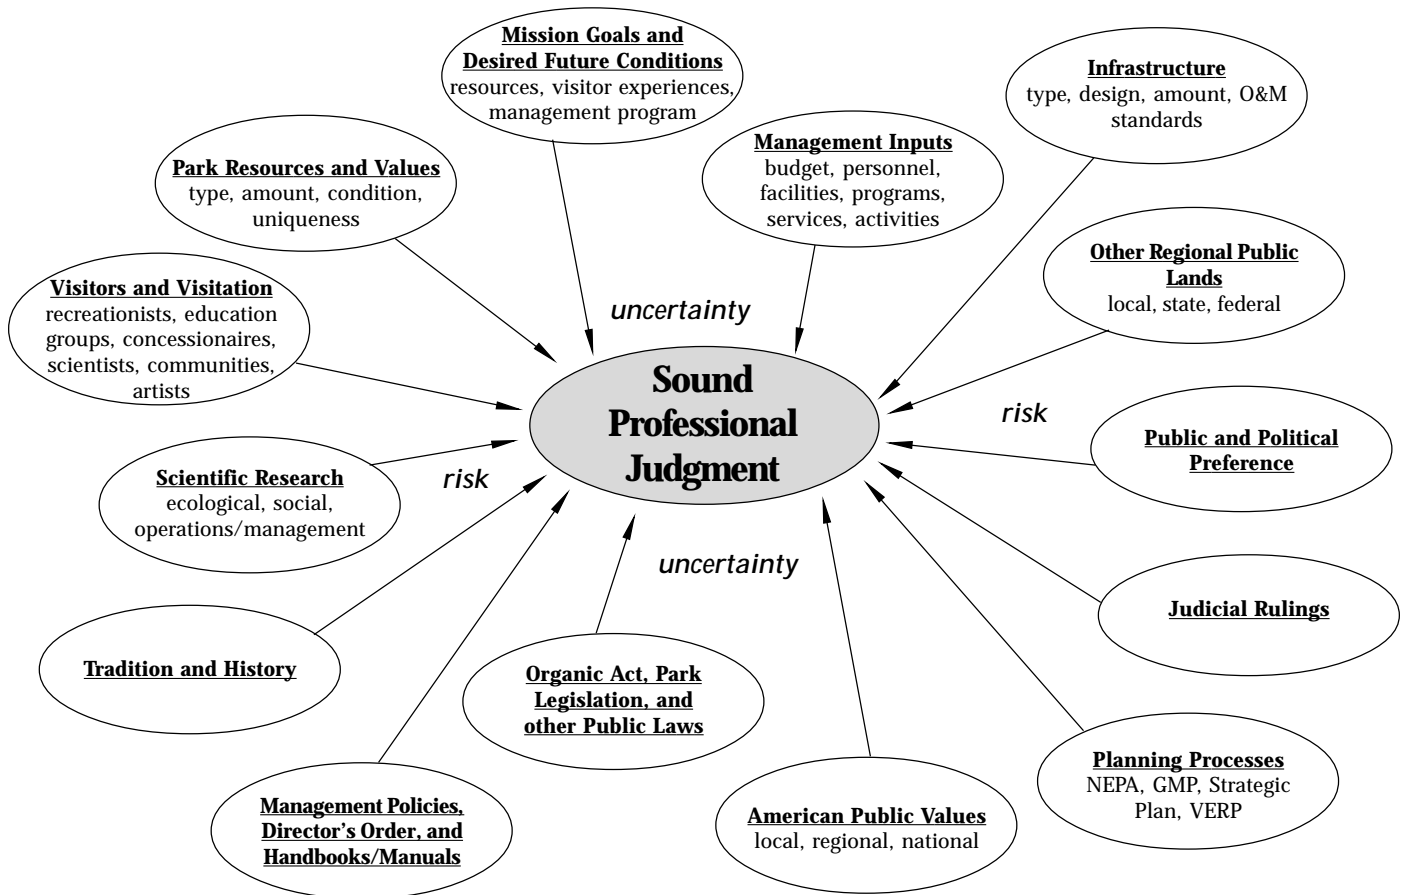 Mission Goals and
Desired Future Conditions
resources, visitor experiences,
management program
Infrastructure
type, design, amount, O&M
standards
Management Inputs
budget, personnel,
facilities, programs,
services, activities
Park Resources and Values
type, amount, condition,
uniqueness
Other Regional Public
Lands
local, state, federal
Visitors and Visitation
recreationists, education
groups, concessionaires,
scientists, communities,
artists
uncertainty
Sound
Professional
Judgment
risk
Public and Political
Preference
Scientific Research
ecological, social,
operations/management
risk
uncertainty
Judicial Rulings
Tradition and History
Organic Act, Park
Legislation, and
other Public Laws
Planning Processes
NEPA, GMP, Strategic
Plan, VERP
Management Policies,
Director's Order, and
Handbooks/Manuals
American Public Values
local, regional, national